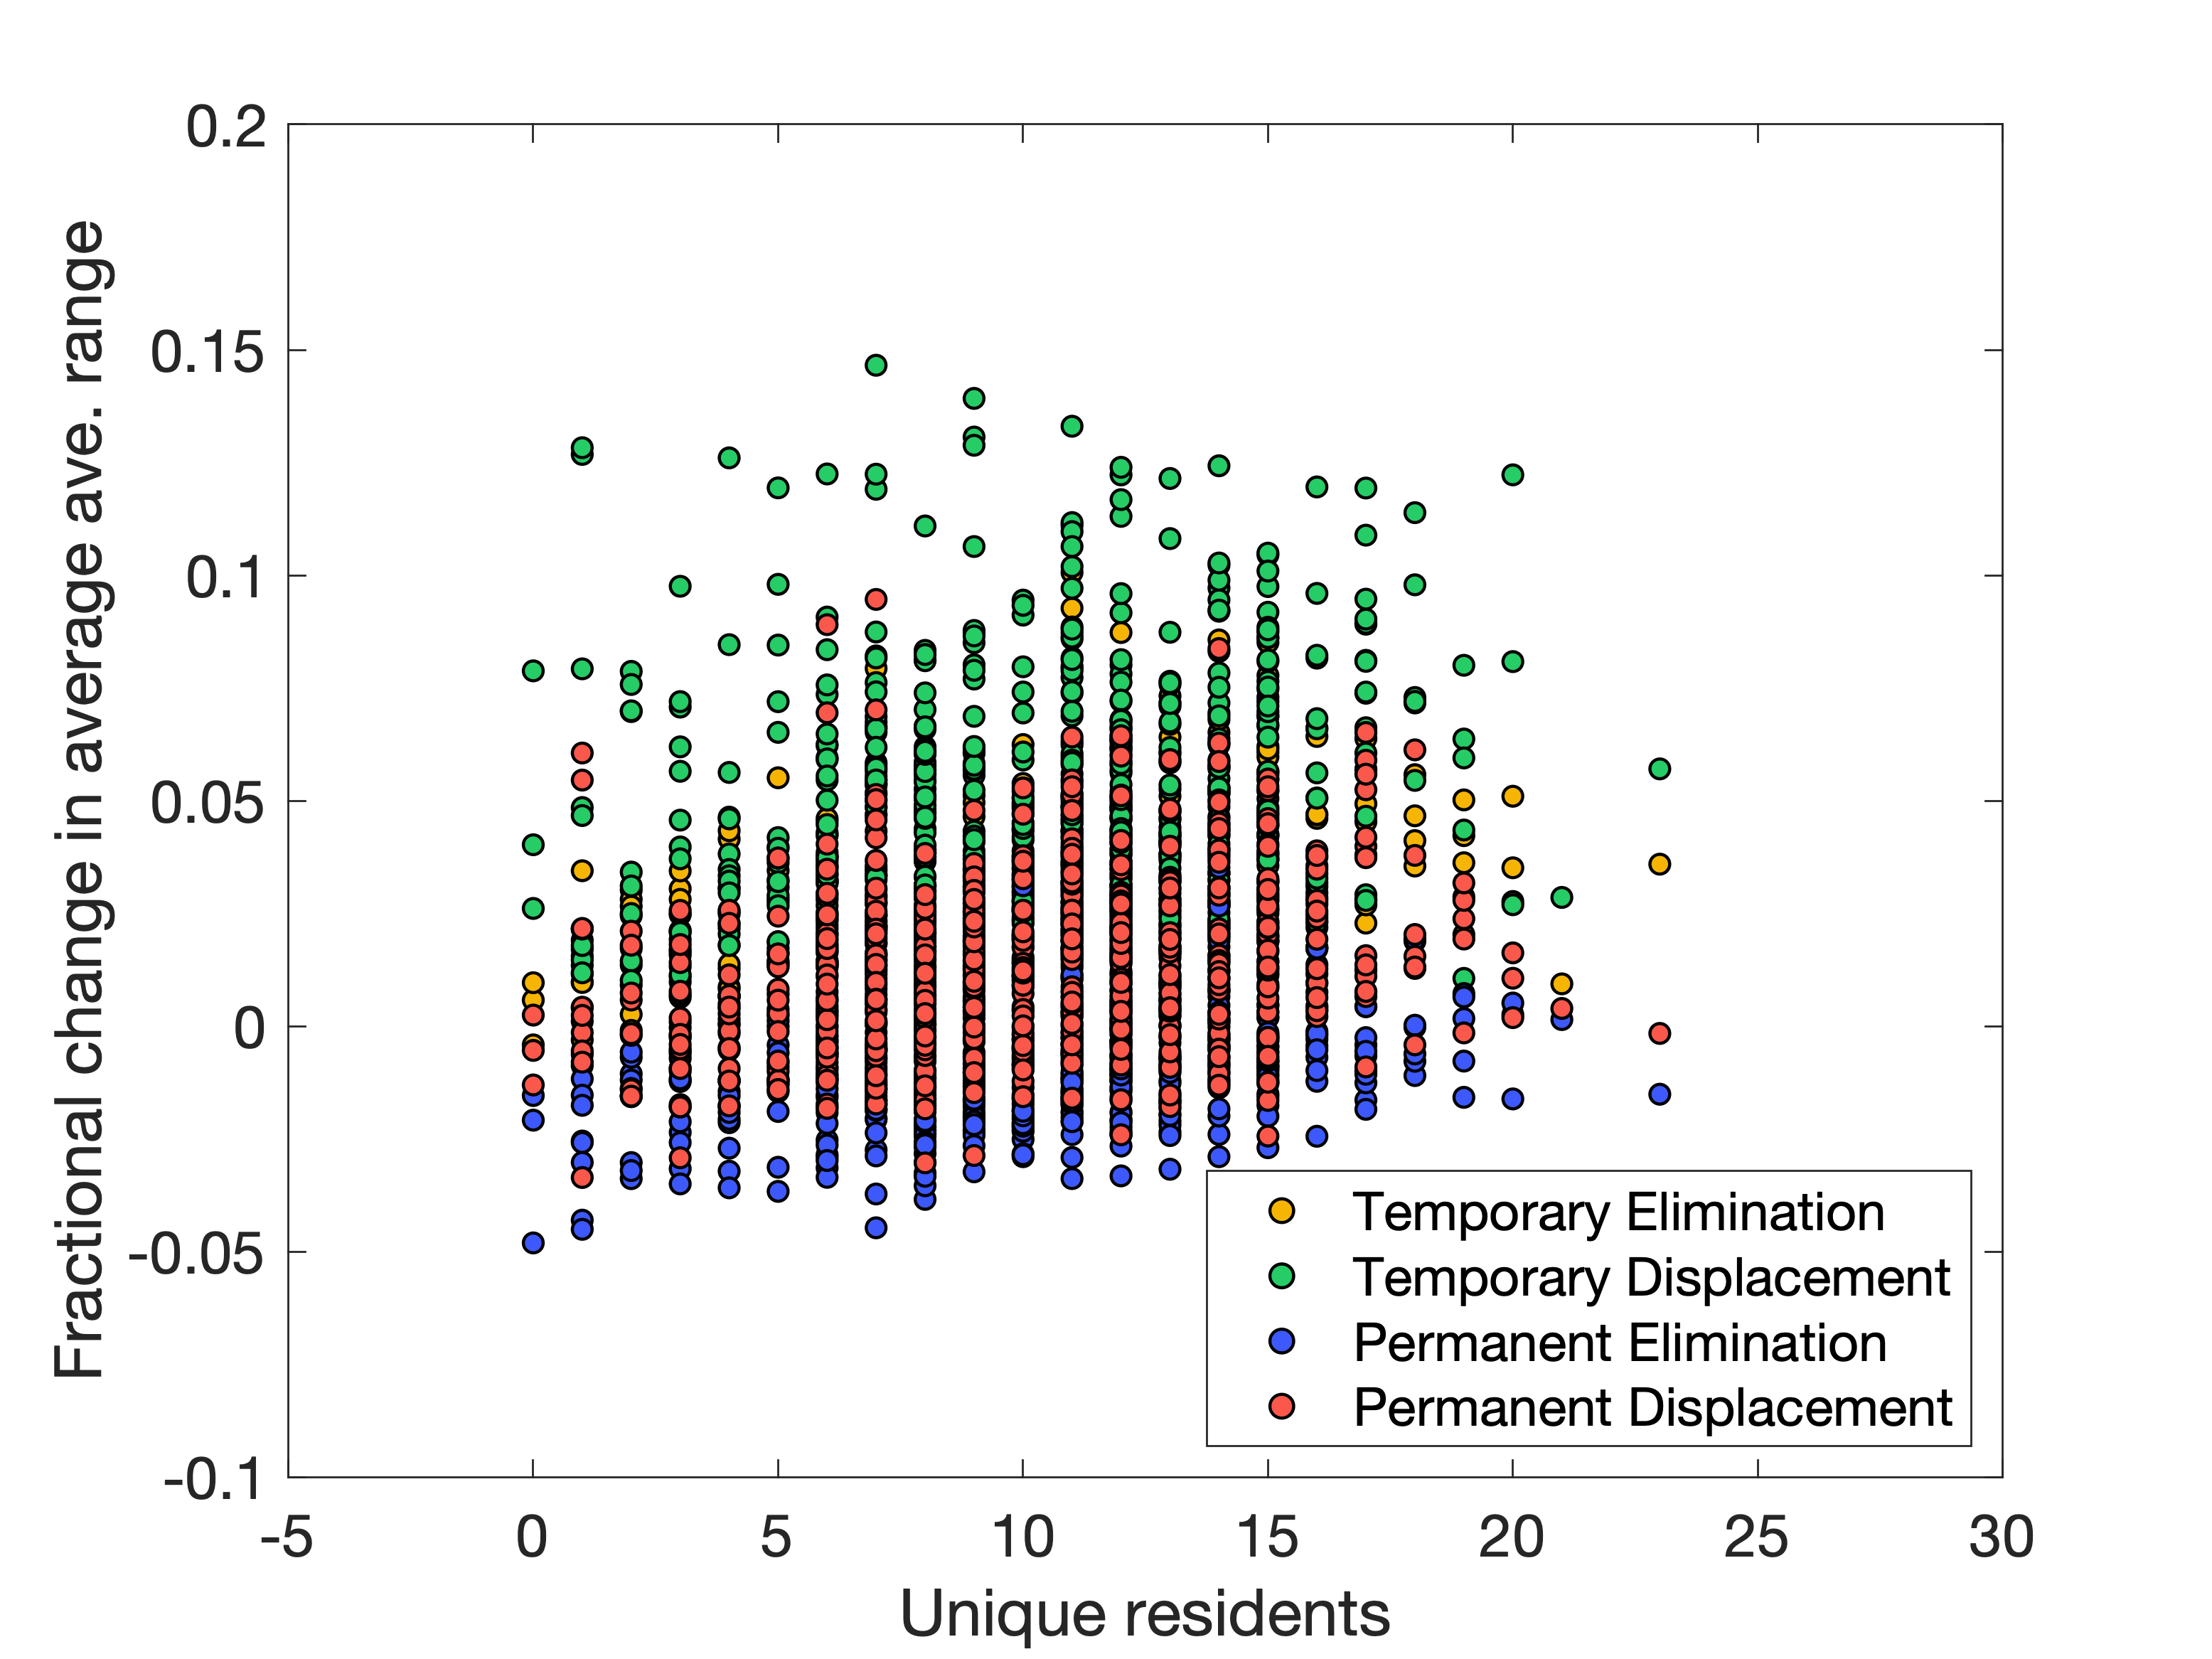 Fractional change in average ave. range
0.2
0.15
0.1
0.05
0
-0.05
-0.1
-5 0 5 10 15 20 25 30
Unique residents
Temporary Elimination
Temporary Displacement
Permanent Elimination
Permanent Displacement